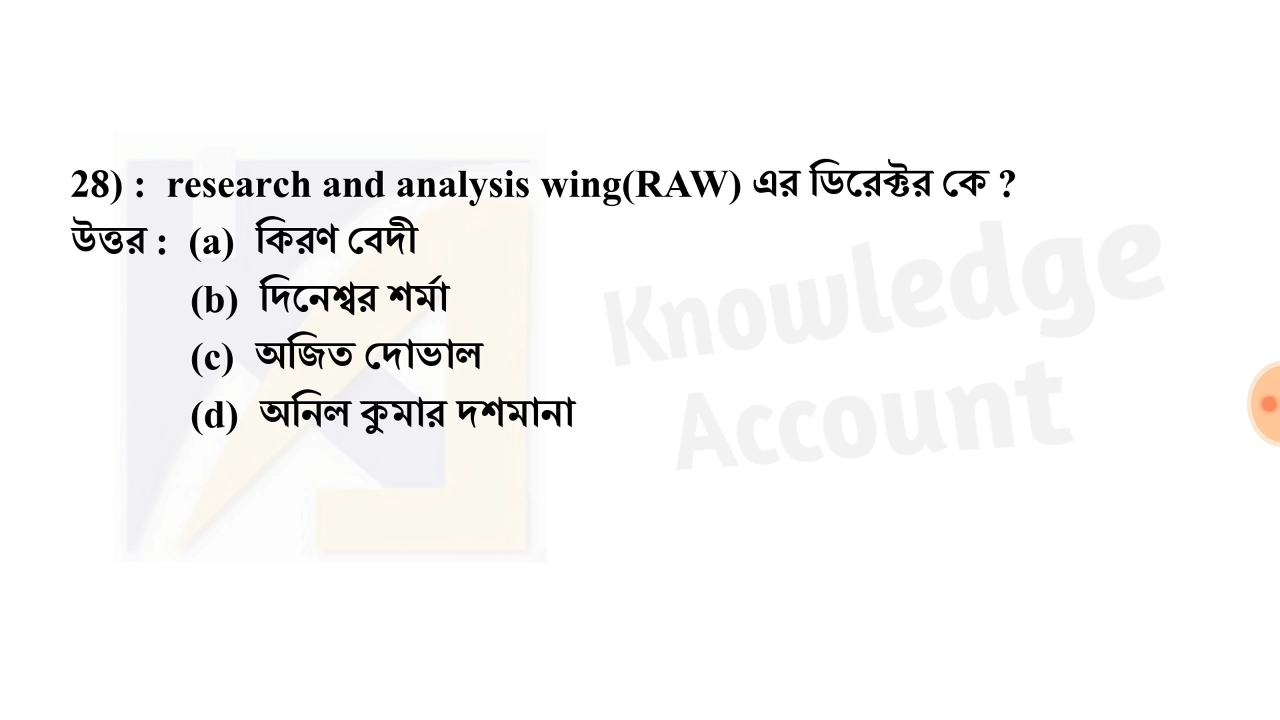 28) :  research and analysis wing(RAW) এর ডিরেক্টর কে ?
উত্তর :  (a)  কিরণ বেদী
(b)  দিনেশ্বর শর্মা
(c)  অজিত দোভাল
(d)  অনিল কুমার দশমানা
Knowledge
Account